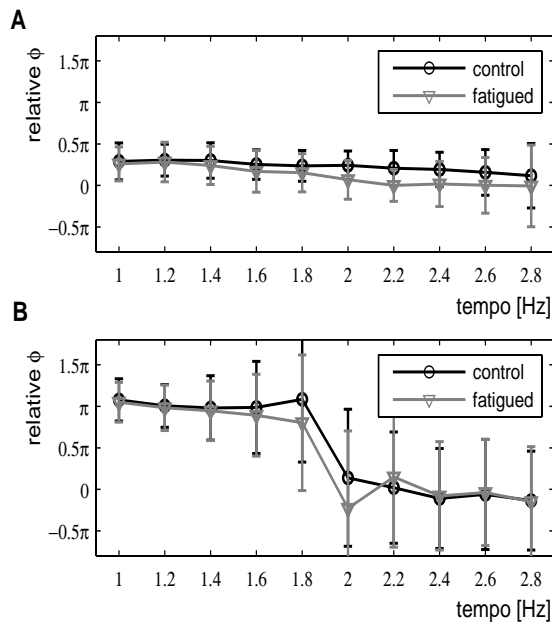 A
relative ϕ
1.5π
π
0.5π
0
−0.5π
control
fatigued
1 1.2 1.4 1.6 1.8 2 2.2 2.4 2.6 2.8
tempo [Hz]
B
relative ϕ
1.5π
π
0.5π
0
−0.5π
control
fatigued
1 1.2 1.4 1.6 1.8 2 2.2 2.4 2.6 2.8
tempo [Hz]